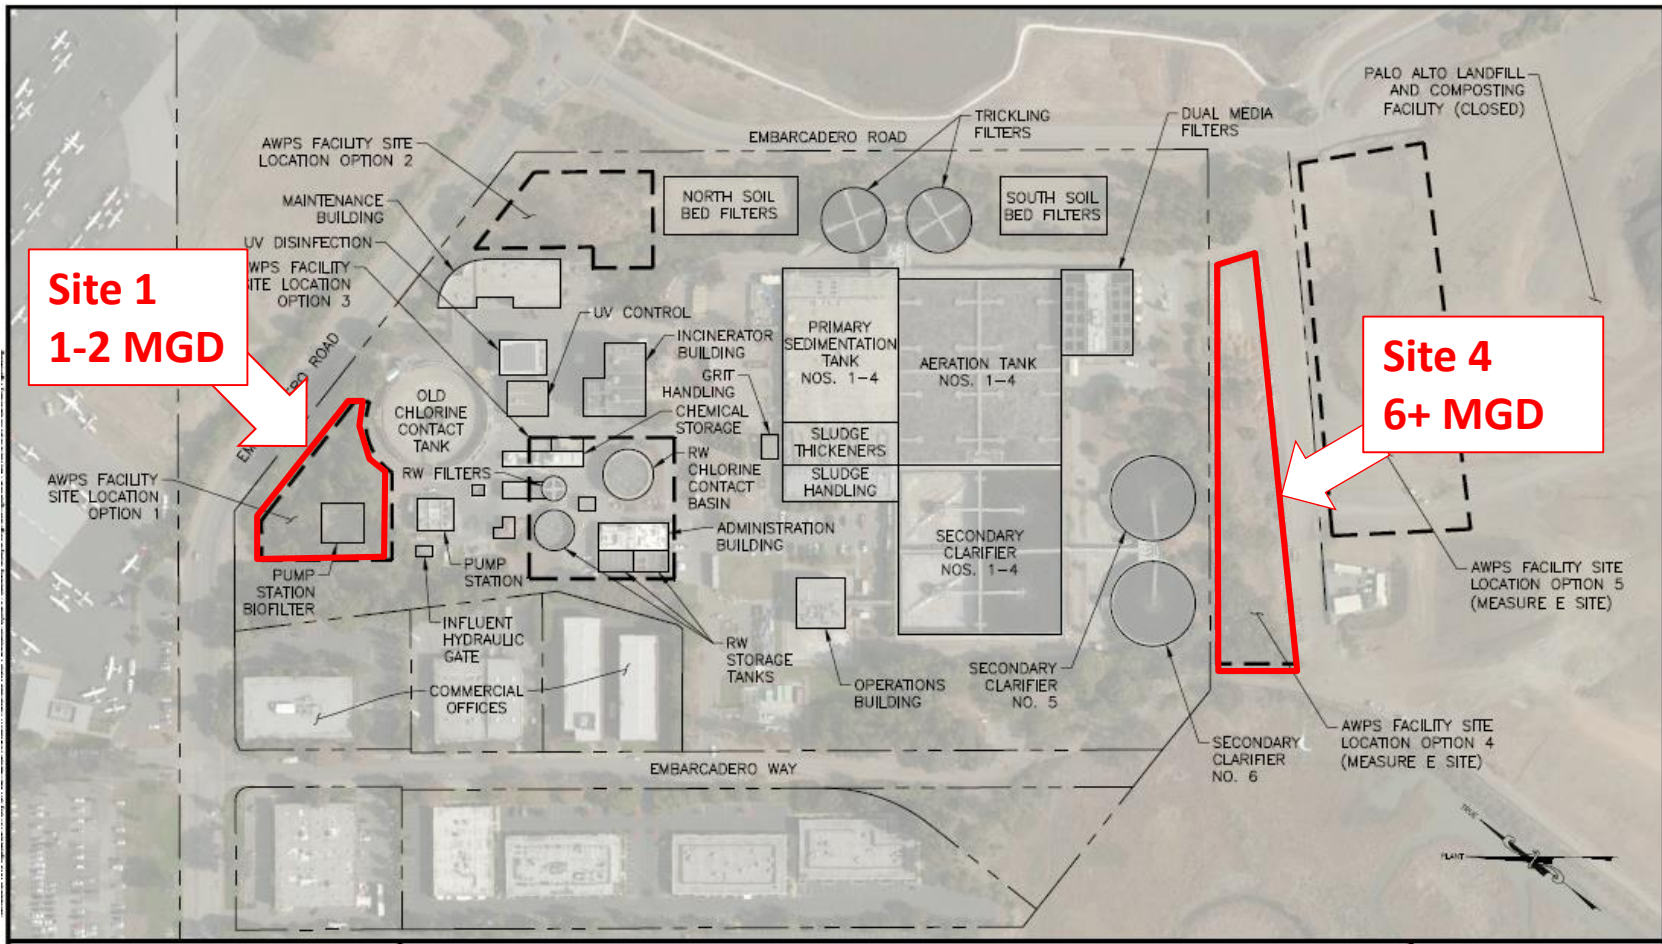 PALO ALTO LANDFILL
AND COMPOSTING
FACILITY (CLOSED)
TRICKLING
FILTERS
DUAL MEDIA
FILTERS
EMBARCADERO ROAD
AWPS FACILITY SITE
LOCATION OPTION 2
MAINTENANCE
BUILDING
NORTH SOIL
BED FILTERS
SOUTH SOIL
BED FILTERS
UV DISINFECTION
WPS FACILITY
ITE LOCATION
OPTION 3
Site 1
1-2 MGD
UV CONTROL
INCINERATOR
BUILDING
GRIT
HANDLING
CHEMICAL
STORAGE
PRIMARY
SEDIMENTATION
TANK
NOS. 1-4
AERATION TANK
NOS. 1-4
Site 4
6+ MGD
OLD
CHLORINE
CONTACT
TANK
SLUDGE
THICKENERS
SLUDGE
HANDLING
RW FILTERS
RW
CHLORINE
CONTACT
BASIN
AWPS FACILITY
SITE LOCATION
OPTION 1
ADMINISTRATION
BUILDING
SECONDARY
CLARIFIER
NOS. 1-4
PUMP
STATION
BIOFILTER
PUMP
STATION
AWPS FACILITY SITE
LOCATION OPTION 5
(MEASURE E SITE)
INFLUENT
HYDRAULIC
GATE
RW
STORAGE
TANKS
OPERATIONS
BUILDING
SECONDARY
CLARIFIER
NO. 5
COMMERCIAL
OFFICES
AWPS FACILITY SITE
LOCATION OPTION 4
(MEASURE E SITE)
SECONDARY
CLARIFIER
NO. 6
EMBARCADERO WAY
TRUE
PLANT